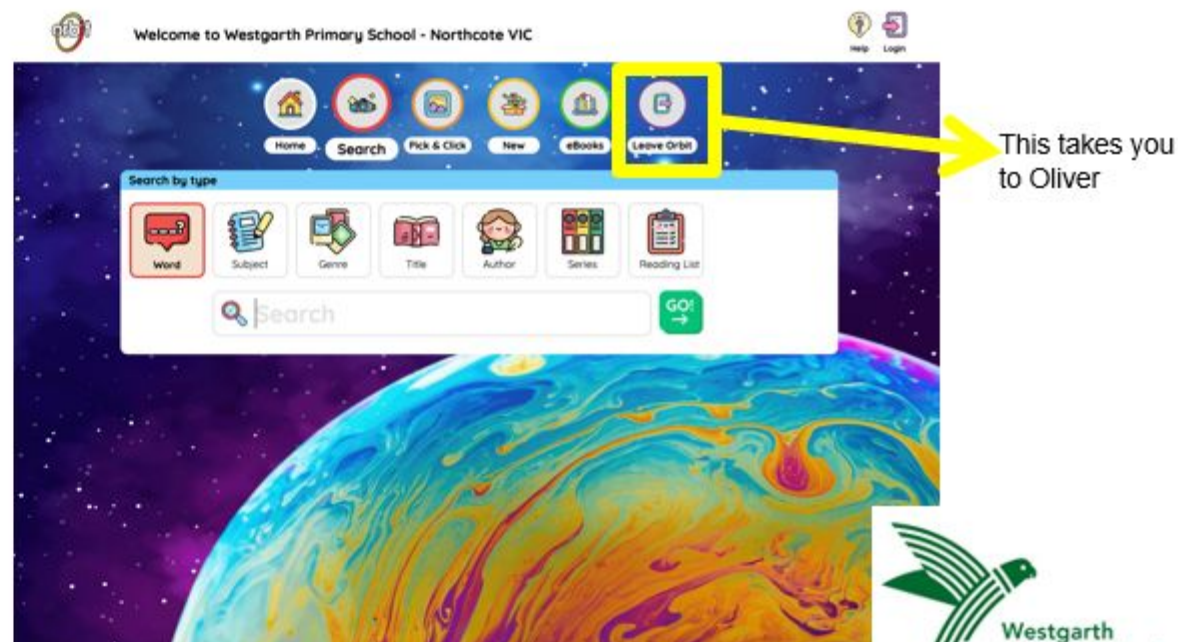 orbit
Welcome to Westgarth Primary School - Northcote VIC
Help Login
Home Search Pick & Click New eBooks Leave Orbit
This takes you
to Oliver
Search by type
Word Subject Genre Title Author Series Reading List
Search
GO!
Westgarth